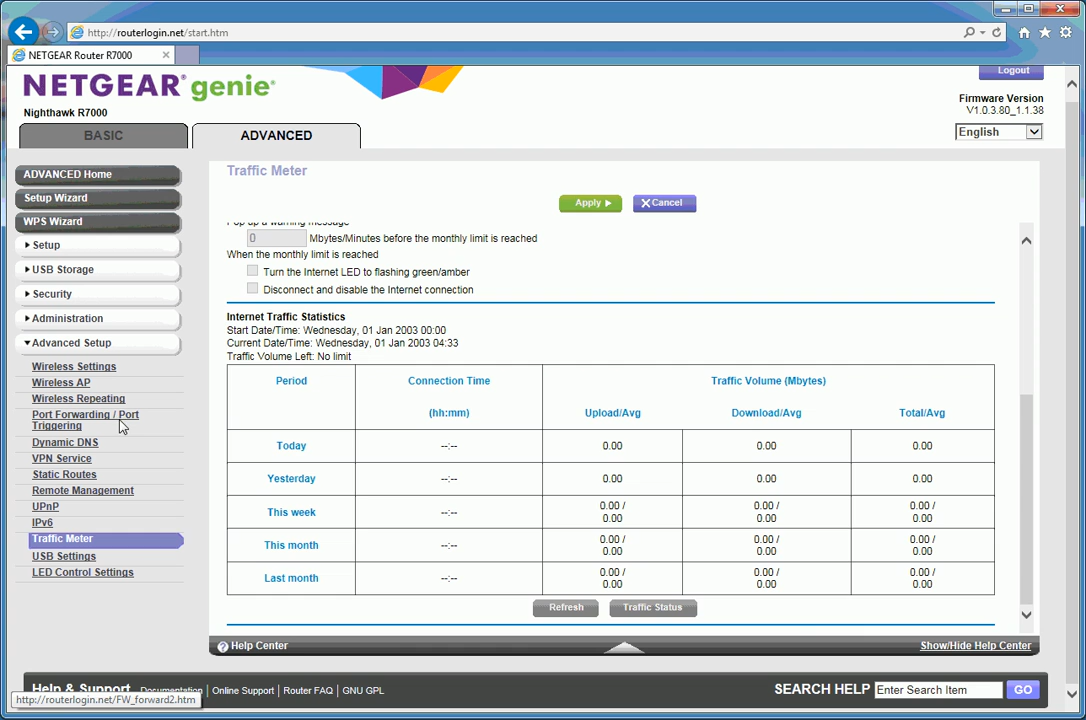 http://routerlogin.net/start.htm
NETGEAR Router R7000
NETGEAR® genie®
Logout
Nighthawk R7000
Firmware Version
V1.0.3.80_1.1.38
BASIC
ADVANCED
English
ADVANCED Home
Setup Wizard
WPS Wizard
Setup
USB Storage
Security
Administration
Advanced Setup
Wireless Settings
Wireless AP
Wireless Repeating
Port Forwarding / Port
Triggering
Dynamic DNS
VPN Service
Static Routes
Remote Management
UPnP
IPv6
Traffic Meter
USB Settings
LED Control Settings
Traffic Meter
Apply
Cancel
Pop up a warning message
0 Mbytes/Minutes before the monthly limit is reached
When the monthly limit is reached
Turn the Internet LED to flashing green/amber
Disconnect and disable the Internet connection
Internet Traffic Statistics
Start Date/Time: Wednesday, 01 Jan 2003 00:00
Current Date/Time: Wednesday, 01 Jan 2003 04:33
Traffic Volume Left: No limit
Period Connection Time Traffic Volume (Mbytes)
(hh:mm) Upload/Avg Download/Avg Total/Avg
Today --:-- 0.00 0.00 0.00
Yesterday --:-- 0.00 0.00 0.00
This week --:-- 0.00 / 0.00 / 0.00 /
0.00 0.00 0.00
This month --:-- 0.00 / 0.00 / 0.00 /
0.00 0.00 0.00
Last month --:-- 0.00 / 0.00 / 0.00 /
0.00 0.00 0.00
Refresh
Traffic Status
Help Center
Show/Hide Help Center
Help & Support Documentation | Online Support | Router FAQ | GNU GPL
SEARCH HELP Enter Search Item GO
http://routerlogin.net/FW_forward2.htm